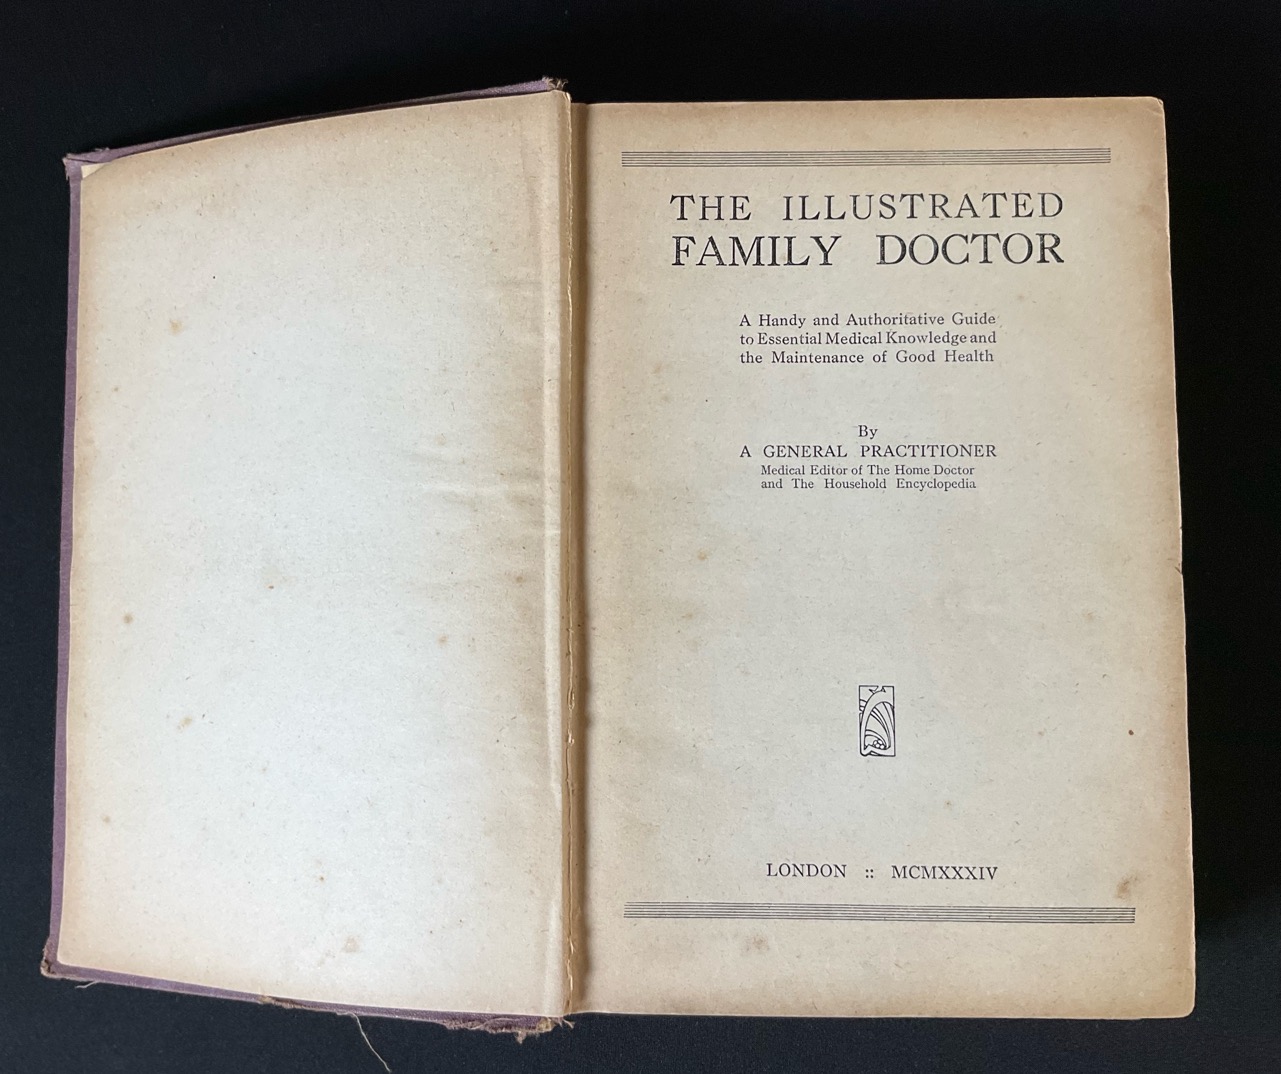 THE ILLUSTRATED
FAMILY DOCTOR
A Handy and Authoritative Guide
to Essential Medical Knowledge and
the Maintenance of Good Health
By
A GENERAL PRACTITIONER
Medical Editor of The Home Doctor
and The Household Encyclopedia
LONDON :: MCMXXXIV